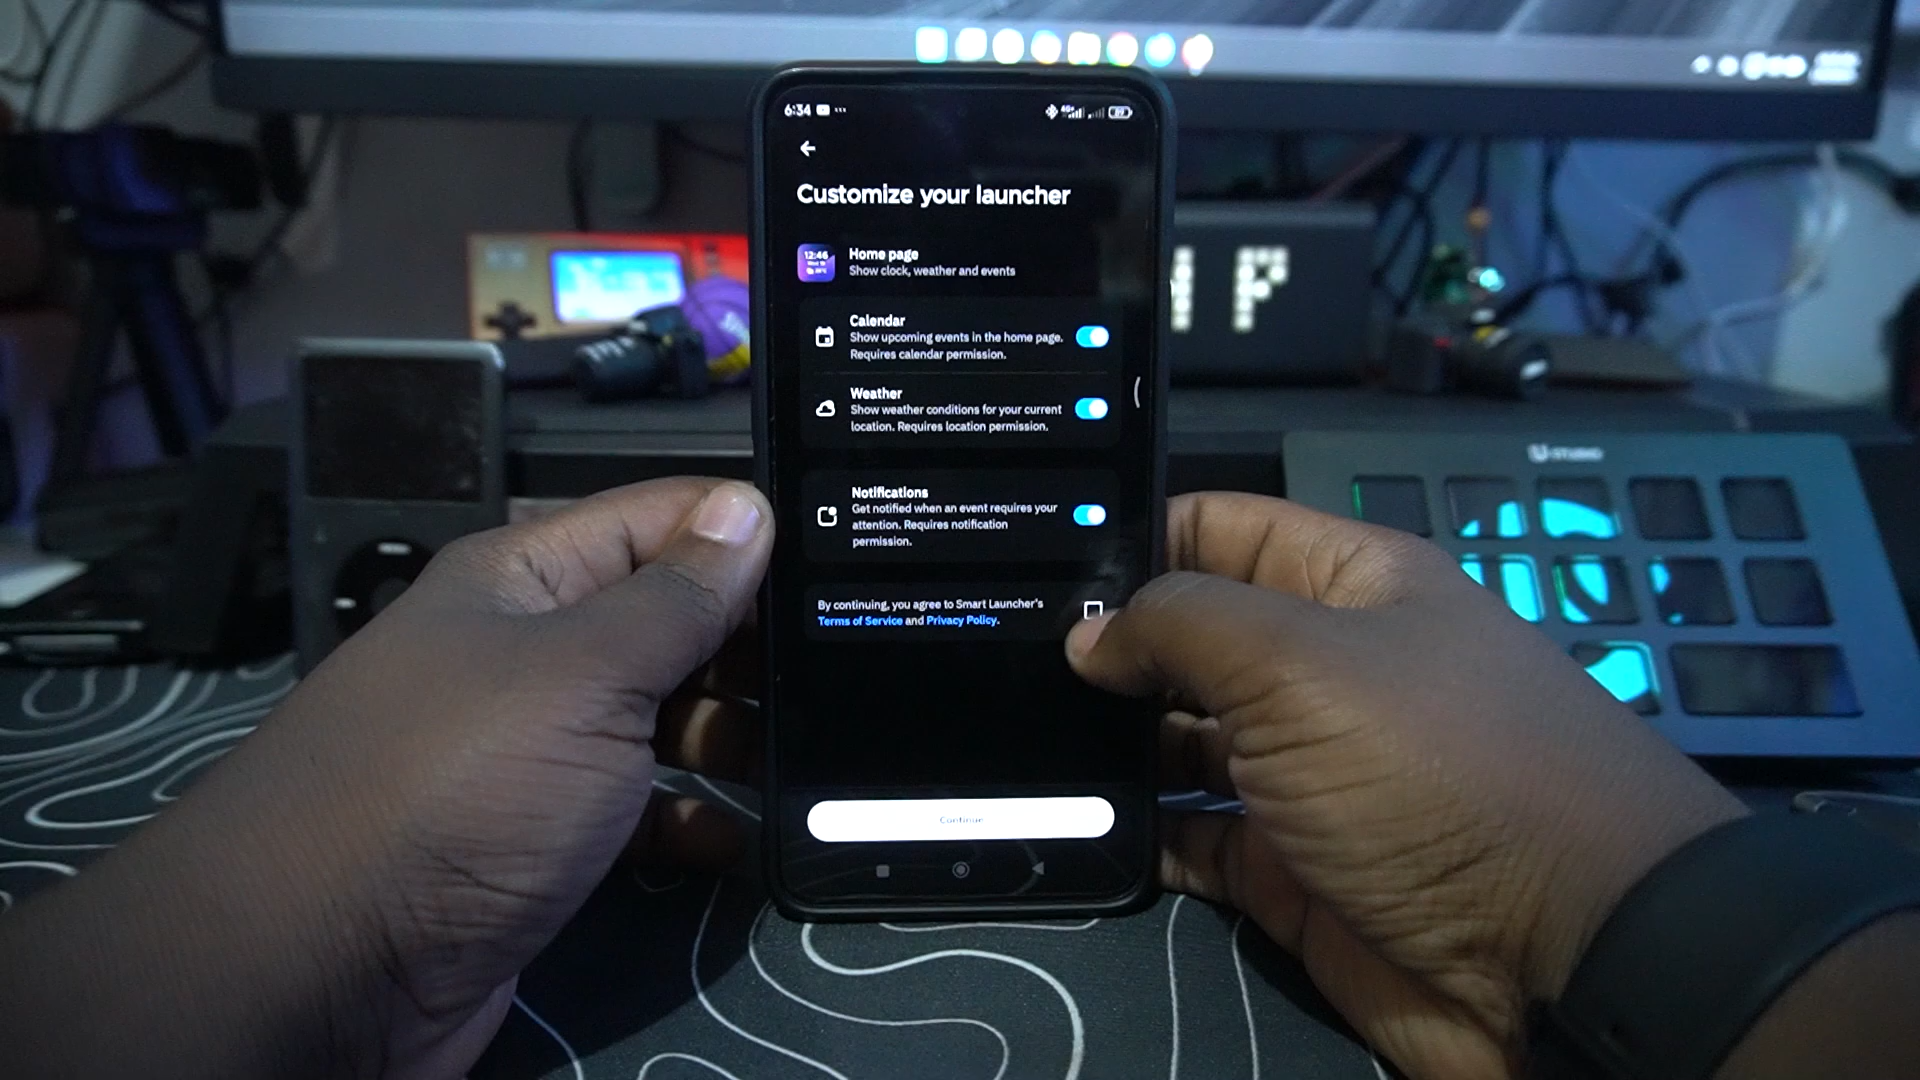 6:34
4G+
Customize your launcher
12:46
Home page
Show clock, weather and events
Calendar
Show upcoming events in the home page.
Requires calendar permission.
Weather
Show weather conditions for your current
location. Requires location permission.
Notifications
Get notified when an event requires your
attention. Requires notification
permission.
By continuing, you agree to Smart Launcher's
Terms of Service and Privacy Policy.
Continue
U-STUDIO
P